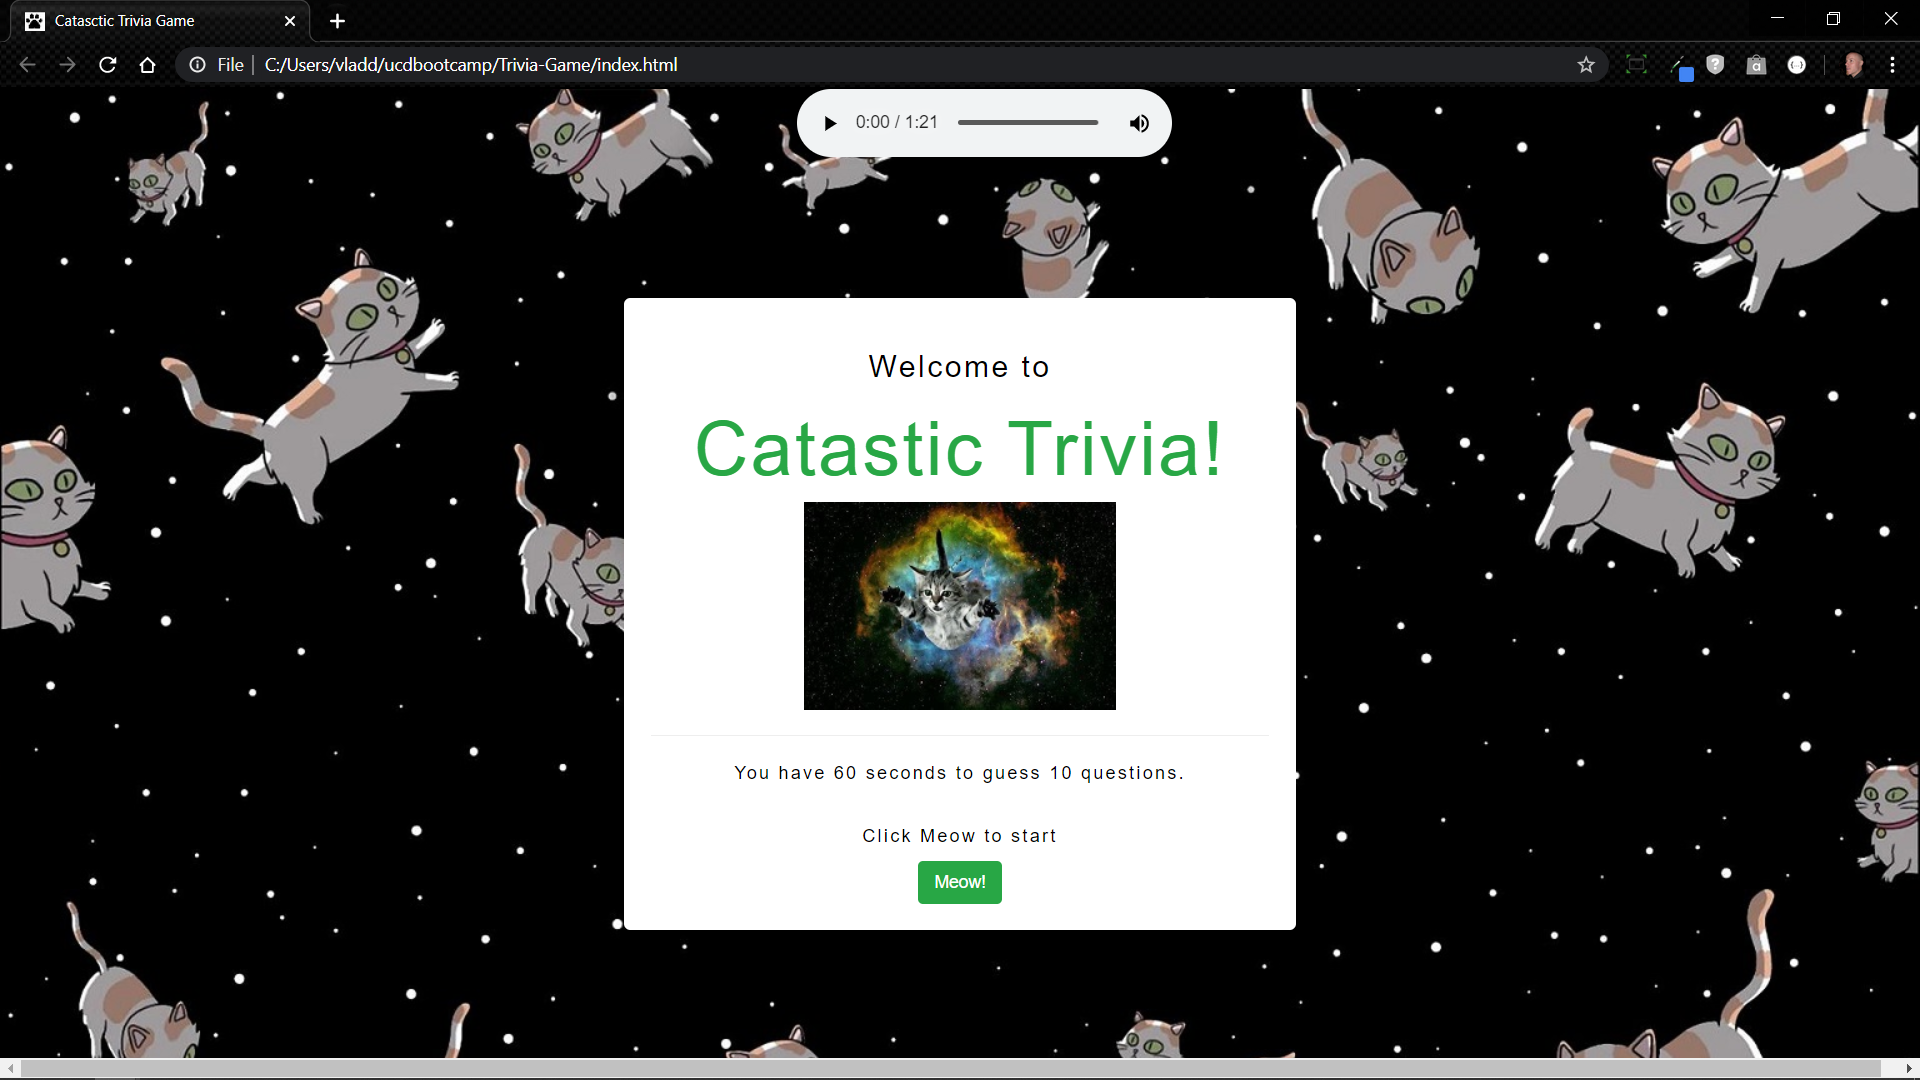 Catasctic Trivia Game
File C:/Users/vladd/ucdbootcamp/Trivia-Game/index.html
0:00 / 1:21
Welcome to
Catastic Trivia!
You have 60 seconds to guess 10 questions.
Click Meow to start
Meow!